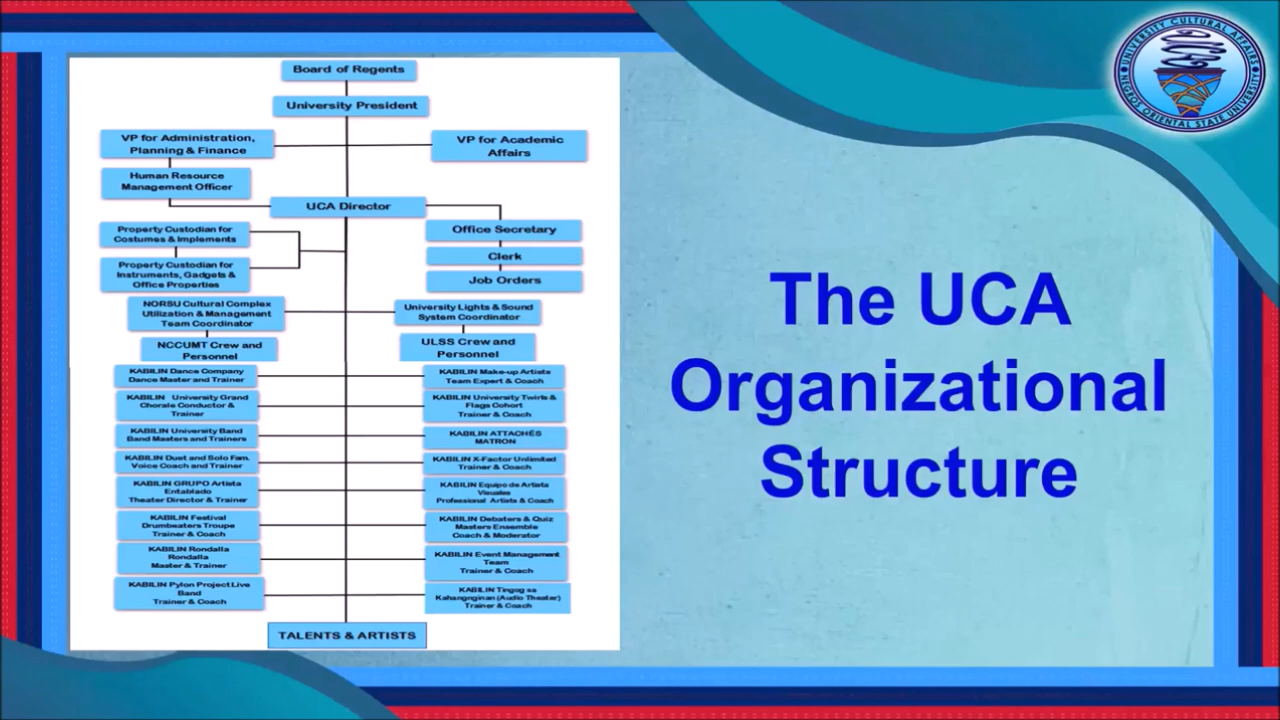 Board of Regents
University President
VP for Administration,
Planning & Finance
VP for Academic
Affairs
Human Resource
Management Officer
UCA Director
Property Custodian for
Costumes & Implements
Property Custodian for
Instruments, Gadgets &
Office Properties
Office Secretary
Clerk
Job Orders
NORSU Cultural Complex
Utilization & Management
Team Coordinator
University Lights & Sound
System Coordinator
NCCUMT Crew and
Personnel
ULSS Crew and
Personnel
KABILIN Dance Company
Dance Master and Trainer
KABILIN Make-up Artists
Team Expert & Coach
KABILIN University Grand
Chorale Conductor &
Trainer
KABILIN University Twirls &
Flags Cohort
Trainer & Coach
KABILIN University Band
Band Masters and Trainers
KABILIN ATTACHÉS
MATRON
KABILIN Duet and Solo Fam.
Voice Coach and Trainer
KABILIN X-Factor Unlimited
Trainer & Coach
KABILIN GRUPO Artista
Entablado
Theater Director & Trainer
KABILIN Equipo de Artista
Visuales
Professional Artists & Coach
KABILIN Festival
Drumbeaters Troupe
Trainer & Coach
KABILIN Debaters & Quiz
Masters Ensemble
Coach & Moderator
KABILIN Rondalla
Rondalla
Master & Trainer
KABILIN Event Management
Team
Trainer & Coach
KABILIN Pylon Project Live
Band
Trainer & Coach
KABILIN Tingog sa
Kahangnginan (Audio Theater)
Trainer & Coach
TALENTS & ARTISTS
The UCA
Organizational
Structure
UNIVERSITY CULTURAL AFFAIRS
NEGROS ORIENTAL STATE UNIVERSITY